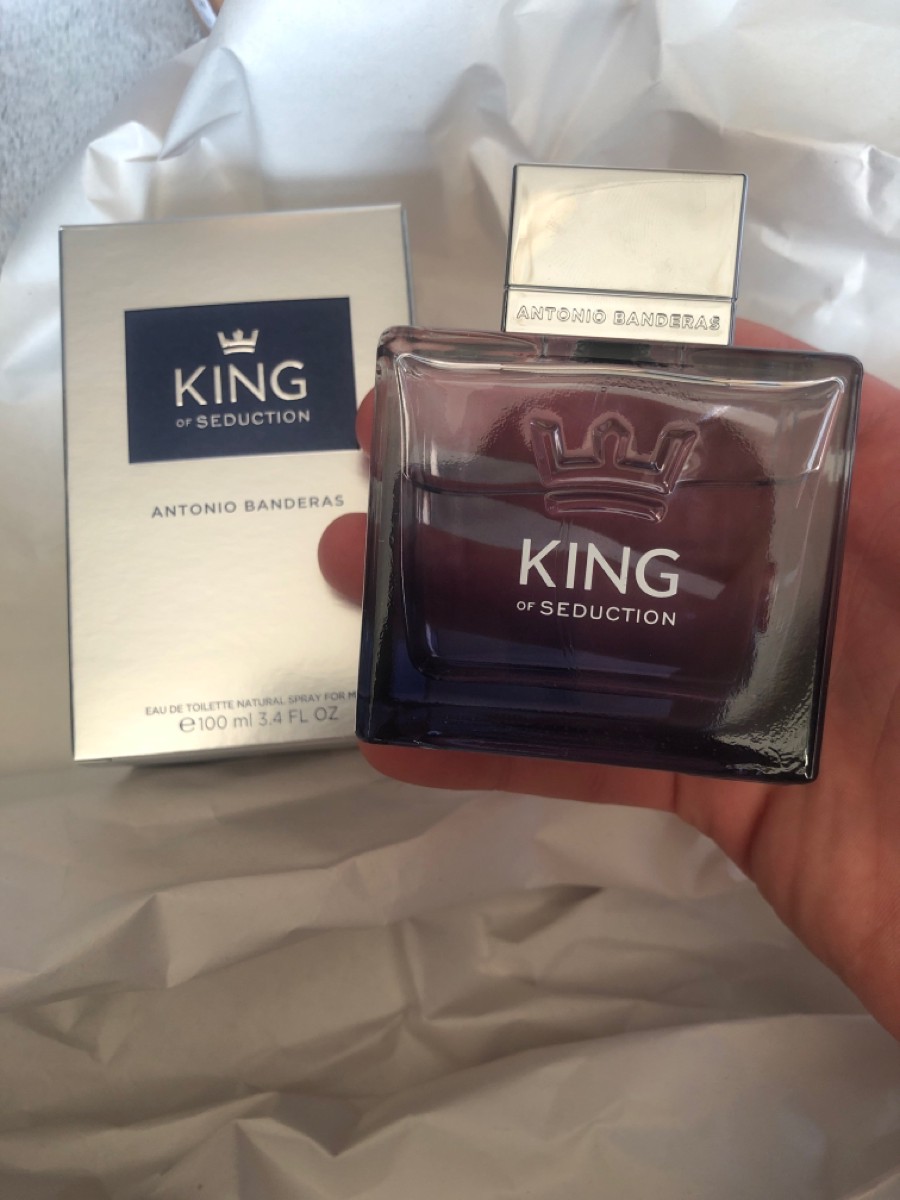 KING
OF SEDUCTION
ANTONIO BANDERAS
EAU DE TOILETTE NATURAL SPRAY FOR
℮100 ml 3.4 FL OZ
ANTONIO BANDERAS
KING
OF SEDUCTION